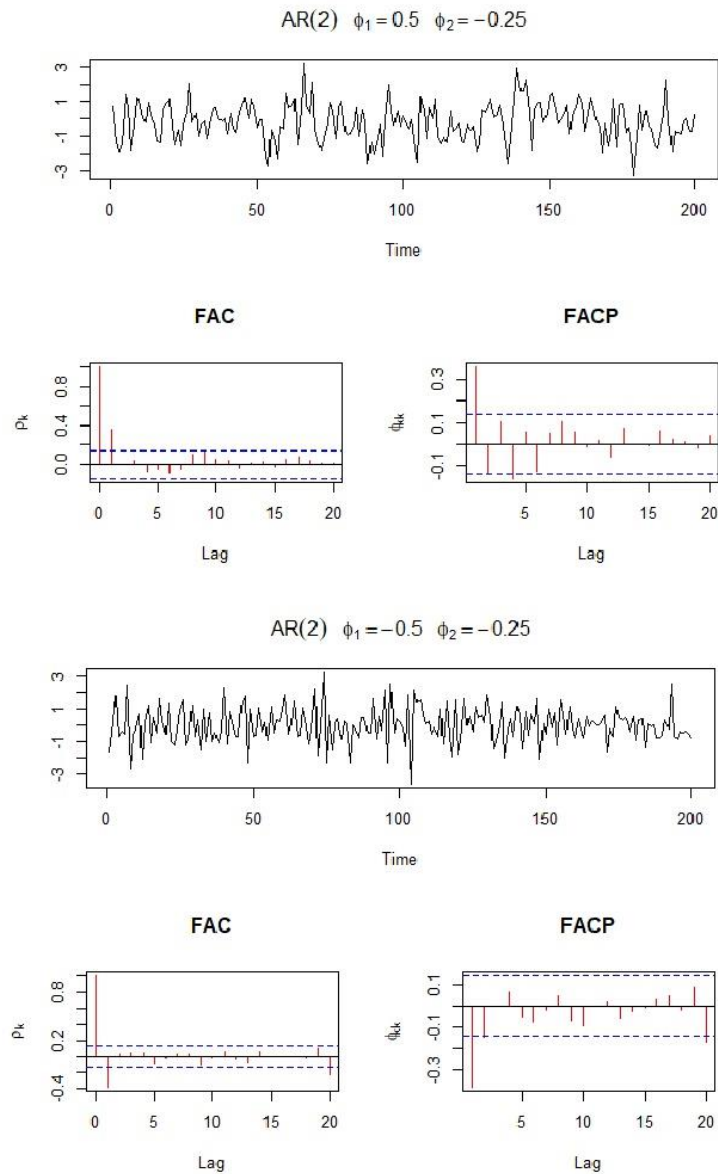 AR(2) ϕ₁ = 0.5 ϕ₂ = −0.25
3
1
-1
-3
0 50 100 150 200
Time
FAC
ρk
0.8
0.4
0.0
0 5 10 15 20
Lag
FACP
ϕkk
0.3
0.1
-0.1
5 10 15 20
Lag
AR(2) ϕ₁ = −0.5 ϕ₂ = −0.25
3
1
-1
-3
0 50 100 150 200
Time
FAC
ρk
0.8
0.2
-0.4
0 5 10 15 20
Lag
FACP
ϕkk
0.1
-0.1
-0.3
5 10 15 20
Lag